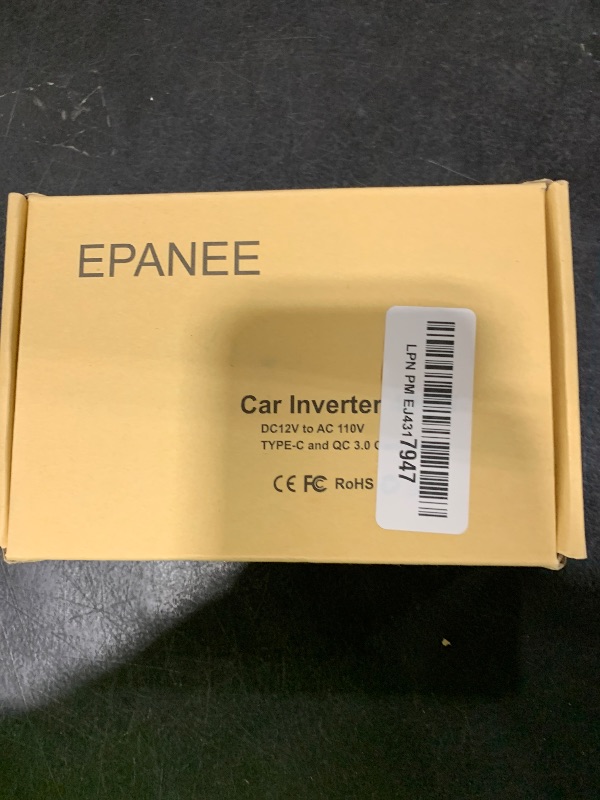 EPANEE
Car Inverter
DC12V to AC 110V
TYPE-C and QC 3.0
CE FC RoHS
LPN PM EJ4317947